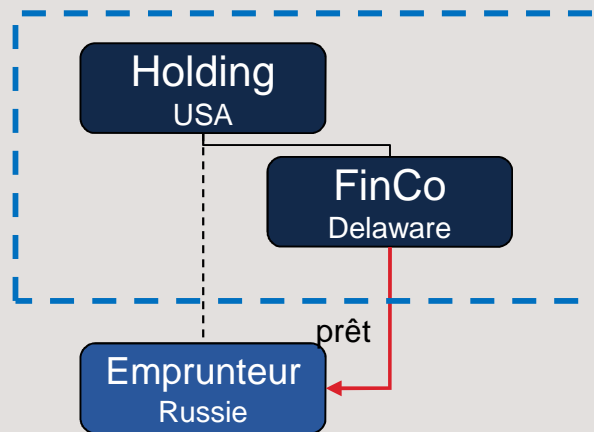 Holding
USA
FinCo
Delaware
prêt
Emprunteur
Russie